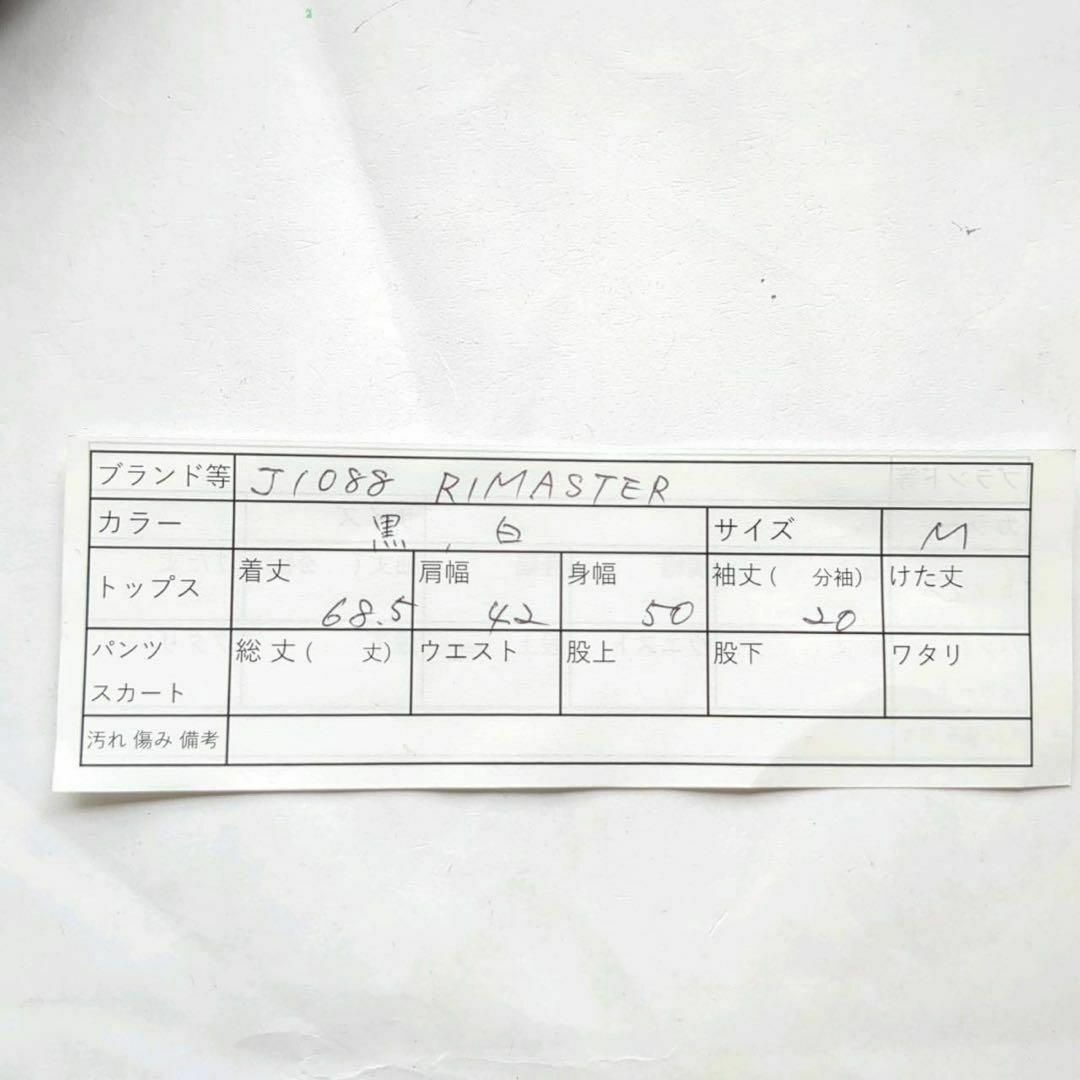 ブランド等 J1088 RIMASTER
カラー 黒、白 サイズ M
トップス 着丈 68.5 肩幅 42 身幅 50 袖丈( 分袖) 20 けた丈
パンツ スカート 総丈( 丈) ウエスト 股上 股下 ワタリ
汚れ 傷み 備考